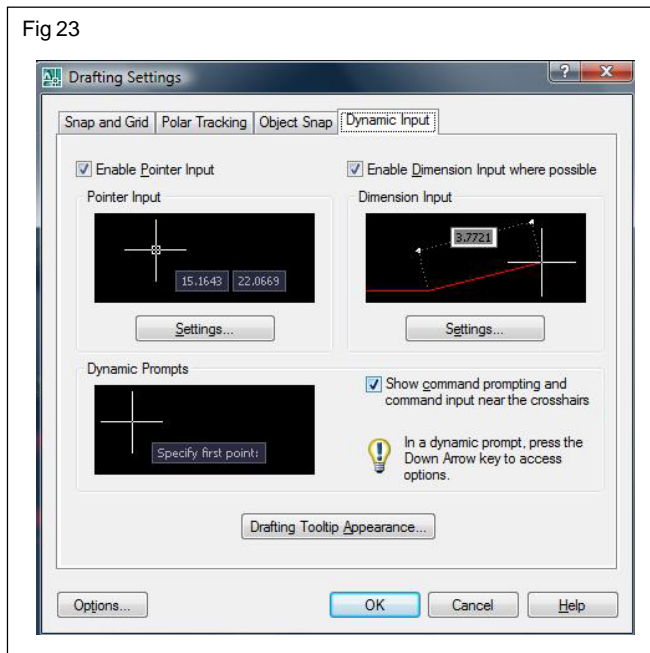 Fig 23
Drafting Settings
Snap and Grid Polar Tracking Object Snap Dynamic Input
Enable Pointer Input
Enable Dimension Input where possible
Pointer Input
15.1643 22.0669
Settings...
Dimension Input
3.7721
Settings...
Dynamic Prompts
Specify first point:
Show command prompting and
command input near the crosshairs
In a dynamic prompt, press the
Down Arrow key to access
options.
Drafting Tooltip Appearance...
Options...
OK
Cancel
Help